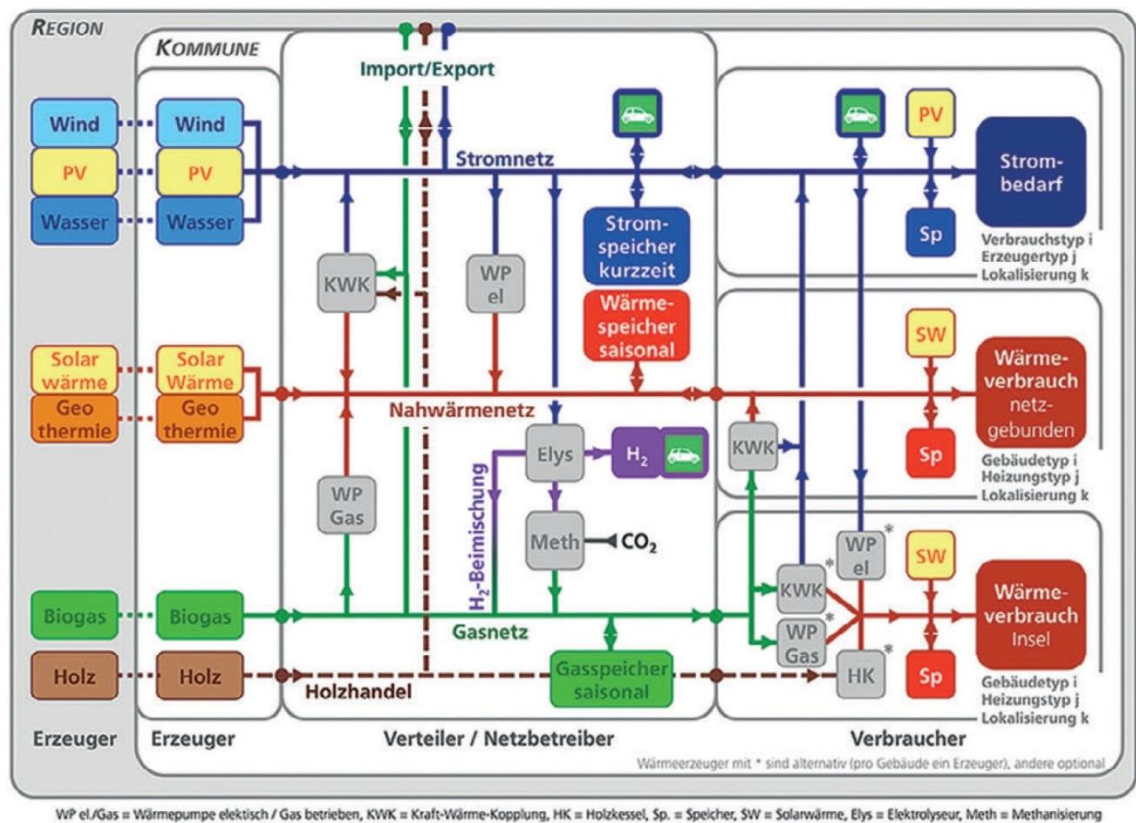 REGION
KOMMUNE
Import/Export
Wind
Wind
PV
PV
Wasser
Wasser
Stromnetz
KWK
WP
el
Strom-
speicher
kurzzeit
PV
Sp
Strom-
bedarf
Verbrauchstyp i
Erzeugertyp j
Lokalisierung k
Wärme-
speicher
saisonal
Solar
wärme
Solar
Wärme
Geo
thermie
Geo
thermie
Nahwärmenetz
WP
Gas
Elys
H2
H2-Beimischung
Meth
CO2
KWK
SW
Sp
Wärme-
verbrauch
netz-
gebunden
Gebäudetyp i
Heizungstyp j
Lokalisierung k
Biogas
Biogas
Gasnetz
Holz
Holz
Holzhandel
Gasspeicher
saisonal
WP
el
*
KWK
*
WP
Gas
*
HK
*
SW
Sp
Wärme-
verbrauch
Insel
Gebäudetyp i
Heizungstyp j
Lokalisierung k
Erzeuger
Erzeuger
Verteiler / Netzbetreiber
Verbraucher
Wärmeerzeuger mit * sind alternativ (pro Gebäude ein Erzeuger), andere optional
WP el./Gas = Wärmepumpe elektisch / Gas betrieben, KWK = Kraft-Wärme-Kopplung, HK = Holzkessel, Sp. = Speicher, SW = Solarwärme, Elys = Elektrolyseur, Meth = Methanisierung